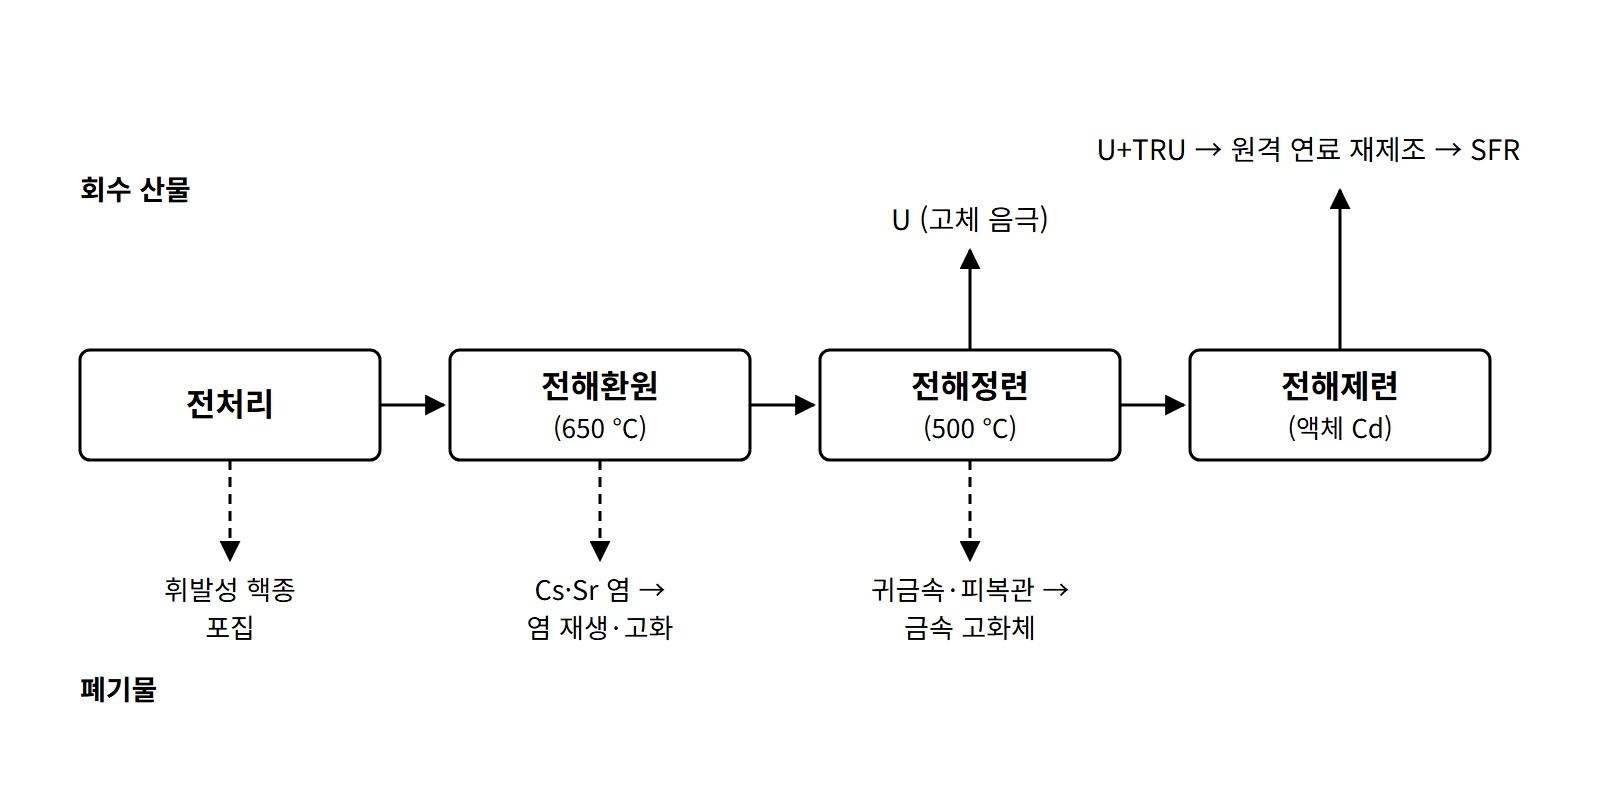 U+TRU → 원격 연료 재제조 → SFR
회수 산물
U (고체 음극)
전처리
전해환원
(650 °C)
전해정련
(500 °C)
전해제련
(액체 Cd)
휘발성 핵종
포집
Cs·Sr 염 →
염 재생·고화
귀금속·피복관 →
금속 고화체
폐기물